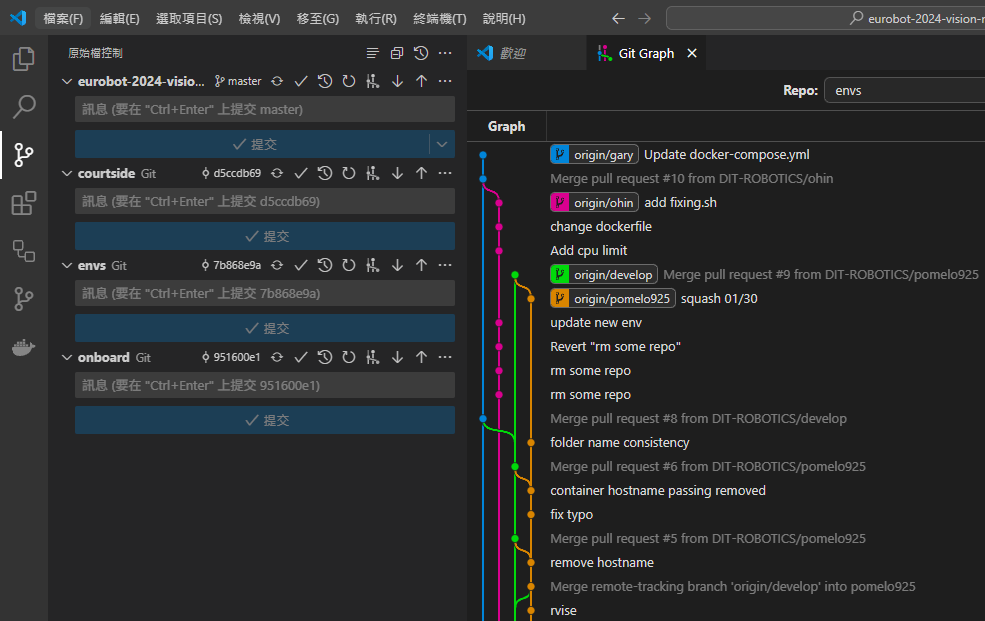 檔案(F) 編輯(E) 選取項目(S) 檢視(V) 移至(G) 執行(R) 終端機(T) 說明(H) eurobot-2024-vision-r
原始檔控制
歡迎 Git Graph
eurobot-2024-visio... master
訊息 (要在 "Ctrl+Enter" 上提交 master)
提交
courtside Git d5ccdb69
訊息 (要在 "Ctrl+Enter" 上提交 d5ccdb69)
提交
envs Git 7b868e9a
訊息 (要在 "Ctrl+Enter" 上提交 7b868e9a)
提交
onboard Git 951600e1
訊息 (要在 "Ctrl+Enter" 上提交 951600e1)
提交
Repo: envs
Graph
origin/gary Update docker-compose.yml
Merge pull request #10 from DIT-ROBOTICS/ohin
origin/ohin add fixing.sh
change dockerfile
Add cpu limit
origin/develop Merge pull request #9 from DIT-ROBOTICS/pomelo925
origin/pomelo925 squash 01/30
update new env
Revert "rm some repo"
rm some repo
rm some repo
Merge pull request #8 from DIT-ROBOTICS/develop
folder name consistency
Merge pull request #6 from DIT-ROBOTICS/pomelo925
container hostname passing removed
fix typo
Merge pull request #5 from DIT-ROBOTICS/pomelo925
remove hostname
Merge remote-tracking branch 'origin/develop' into pomelo925
rvise